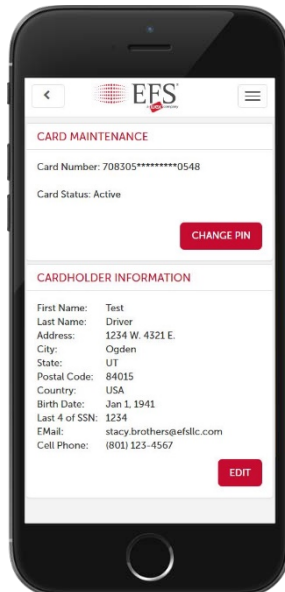 EFS
CARD MAINTENANCE
Card Number: 708305*********0548
Card Status: Active
CHANGE PIN
CARDHOLDER INFORMATION
First Name: Test
Last Name: Driver
Address: 1234 W. 4321 E.
City: Ogden
State: UT
Postal Code: 84015
Country: USA
Birth Date: Jan 1, 1941
Last 4 of SSN: 1234
EMail: stacy.brothers@efsllc.com
Cell Phone: (801) 123-4567
EDIT